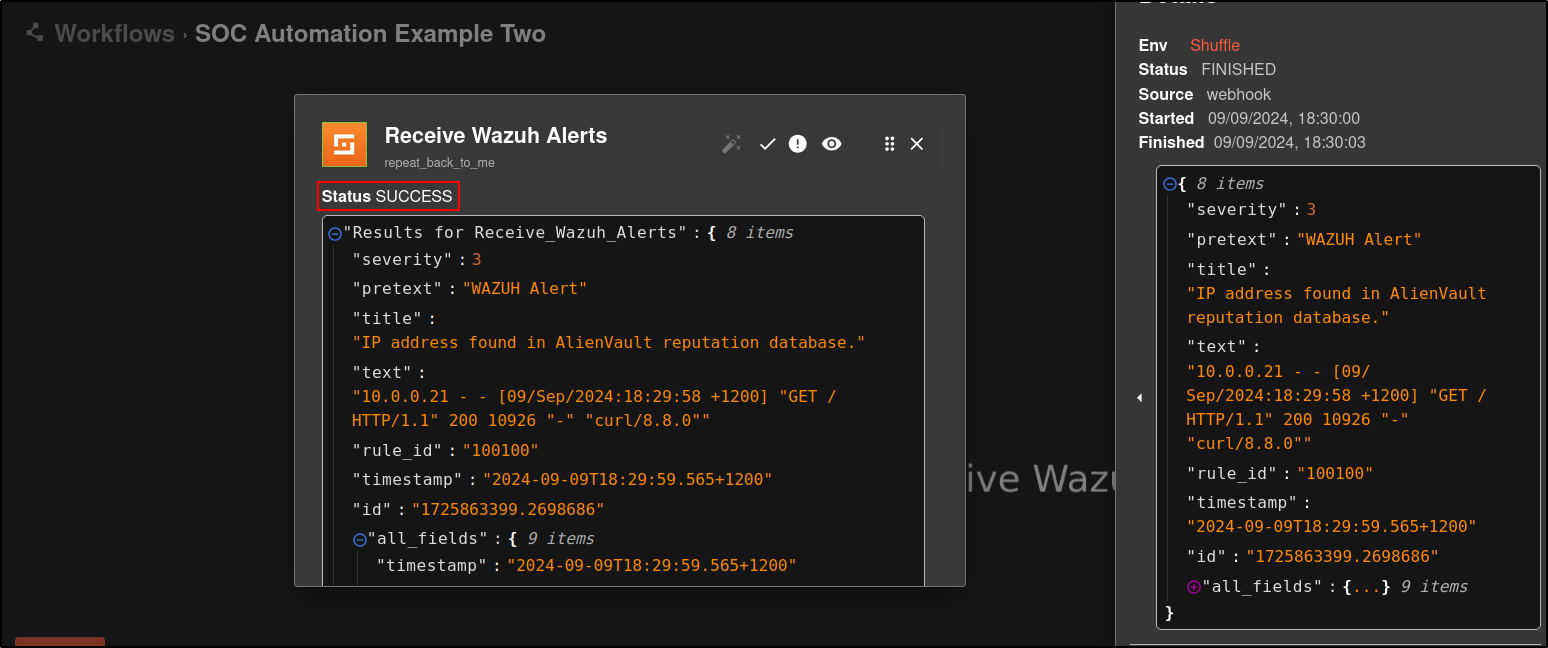 Workflows › SOC Automation Example Two
Receive Wazuh Alerts
repeat_back_to_me
Status SUCCESS
"Results for Receive_Wazuh_Alerts" : { 8 items
"severity" : 3
"pretext" : "WAZUH Alert"
"title" :
"IP address found in AlienVault reputation database."
"text" :
"10.0.0.21 - - [09/Sep/2024:18:29:58 +1200] "GET /
HTTP/1.1" 200 10926 "-" "curl/8.8.0""
"rule_id" : "100100"
"timestamp" : "2024-09-09T18:29:59.565+1200"
"id" : "1725863399.2698686"
"all_fields" : { 9 items
"timestamp" : "2024-09-09T18:29:59.565+1200"
ive Wazu
Env Shuffle
Status FINISHED
Source webhook
Started 09/09/2024, 18:30:00
Finished 09/09/2024, 18:30:03
{ 8 items
"severity" : 3
"pretext" : "WAZUH Alert"
"title" :
"IP address found in AlienVault
reputation database."
"text" :
"10.0.0.21 - - [09/
Sep/2024:18:29:58 +1200] "GET /
HTTP/1.1" 200 10926 "-"
"curl/8.8.0""
"rule_id" : "100100"
"timestamp" :
"2024-09-09T18:29:59.565+1200"
"id" : "1725863399.2698686"
"all_fields" : {...} 9 items
}